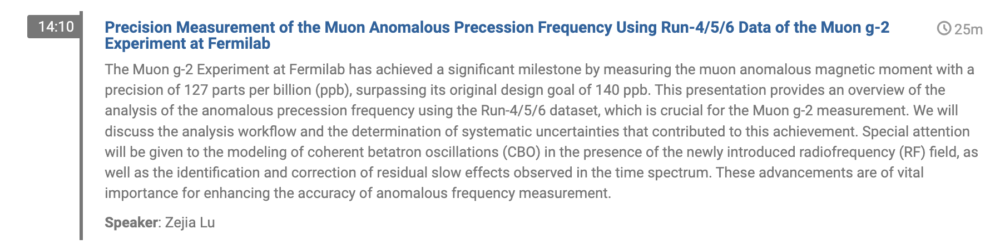 14:10
Precision Measurement of the Muon Anomalous Precession Frequency Using Run-4/5/6 Data of the Muon g-2
Experiment at Fermilab
25m
The Muon g-2 Experiment at Fermilab has achieved a significant milestone by measuring the muon anomalous magnetic moment with a
precision of 127 parts per billion (ppb), surpassing its original design goal of 140 ppb. This presentation provides an overview of the
analysis of the anomalous precession frequency using the Run-4/5/6 dataset, which is crucial for the Muon g-2 measurement. We will
discuss the analysis workflow and the determination of systematic uncertainties that contributed to this achievement. Special attention
will be given to the modeling of coherent betatron oscillations (CBO) in the presence of the newly introduced radiofrequency (RF) field, as
well as the identification and correction of residual slow effects observed in the time spectrum. These advancements are of vital
importance for enhancing the accuracy of anomalous frequency measurement.
Speaker: Zejia Lu